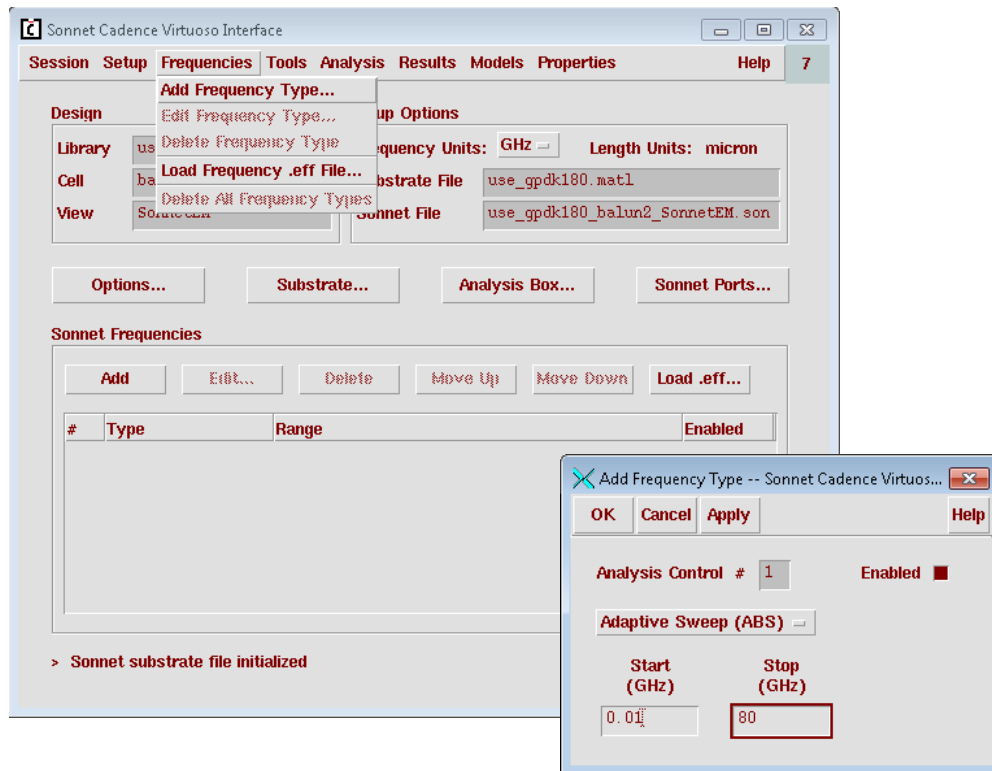 Sonnet Cadence Virtuoso Interface
Session Setup Frequencies Tools Analysis Results Models Properties Help 7
Add Frequency Type...
Edit Frequency Type...
Delete Frequency Type
Load Frequency .eff File...
Delete All Frequency Types
Design
Library us
Cell ba
View SonnetEM
up Options
equency Units: GHz Length Units: micron
bstrate File use_gpdk180.matl
Sonnet File use_gpdk180_balun2_SonnetEM.son
Options... Substrate... Analysis Box... Sonnet Ports...
Sonnet Frequencies
Add Edit... Delete Move Up Move Down Load .eff...
# Type Range Enabled
> Sonnet substrate file initialized
Add Frequency Type -- Sonnet Cadence Virtuos...
OK Cancel Apply Help
Analysis Control # 1 Enabled
Adaptive Sweep (ABS)
Start Stop
(GHz) (GHz)
0.01 80